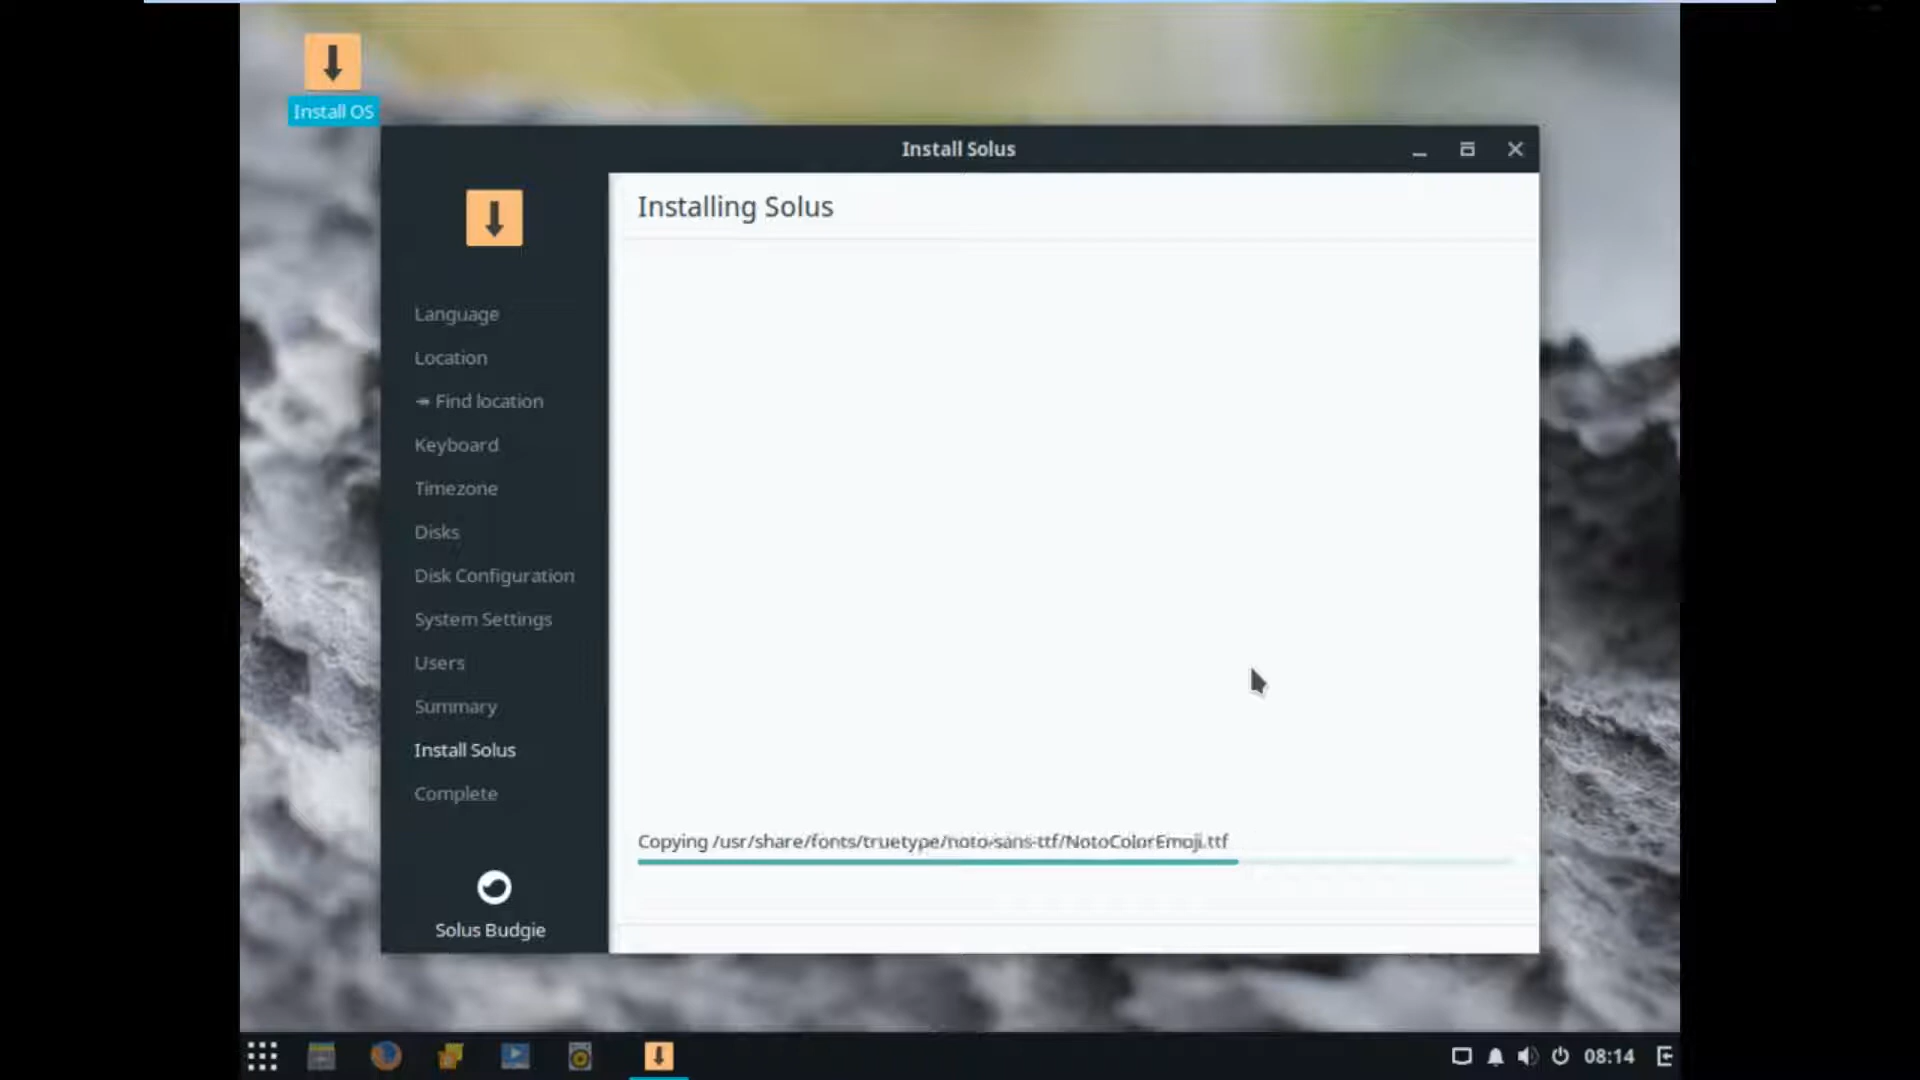 Install OS
Install Solus
Installing Solus
Language
Location
Find location
Keyboard
Timezone
Disks
Disk Configuration
System Settings
Users
Summary
Install Solus
Complete
Copying /usr/share/fonts/truetype/noto-sans-ttf/NotoColorEmoji.ttf
Solus Budgie
08:14